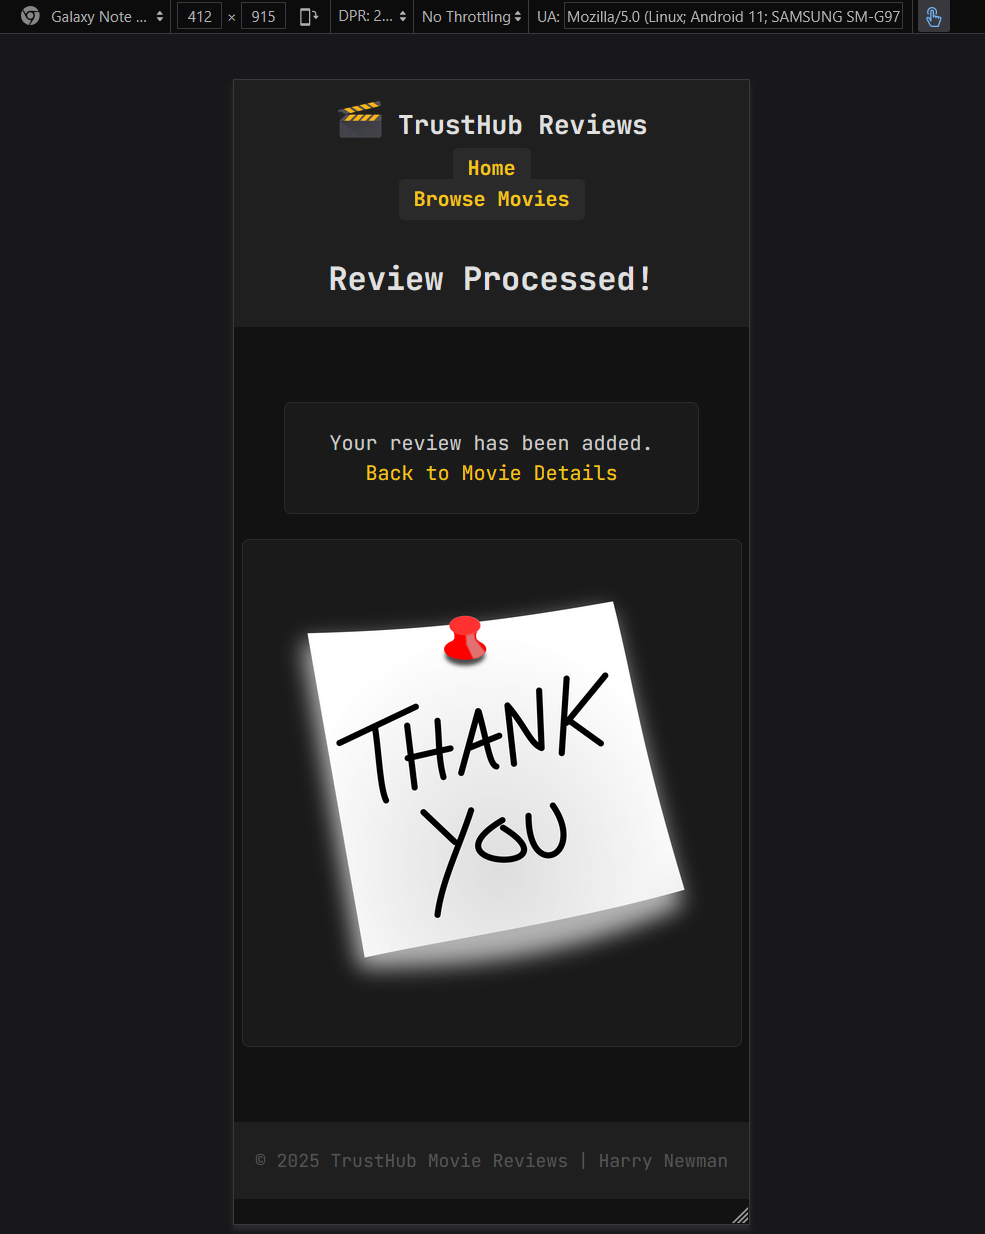 Galaxy Note ... 412 × 915 DPR: 2... No Throttling UA: Mozilla/5.0 (Linux; Android 11; SAMSUNG SM-G97
TrustHub Reviews
Home
Browse Movies
Review Processed!
Your review has been added.
Back to Movie Details
THANK
YOU
© 2025 TrustHub Movie Reviews | Harry Newman